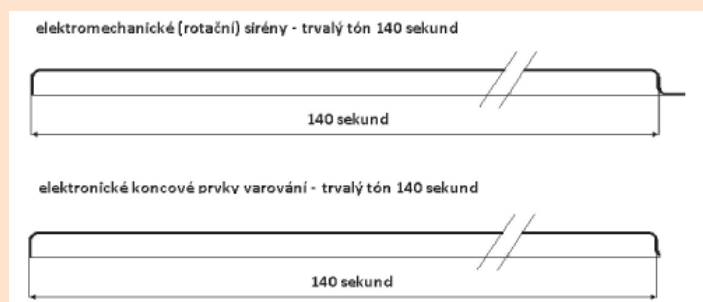 elektromechanické (rotační) sirény - trvalý tón 140 sekund
140 sekund
elektronické koncové prvky varování - trvalý tón 140 sekund
140 sekund